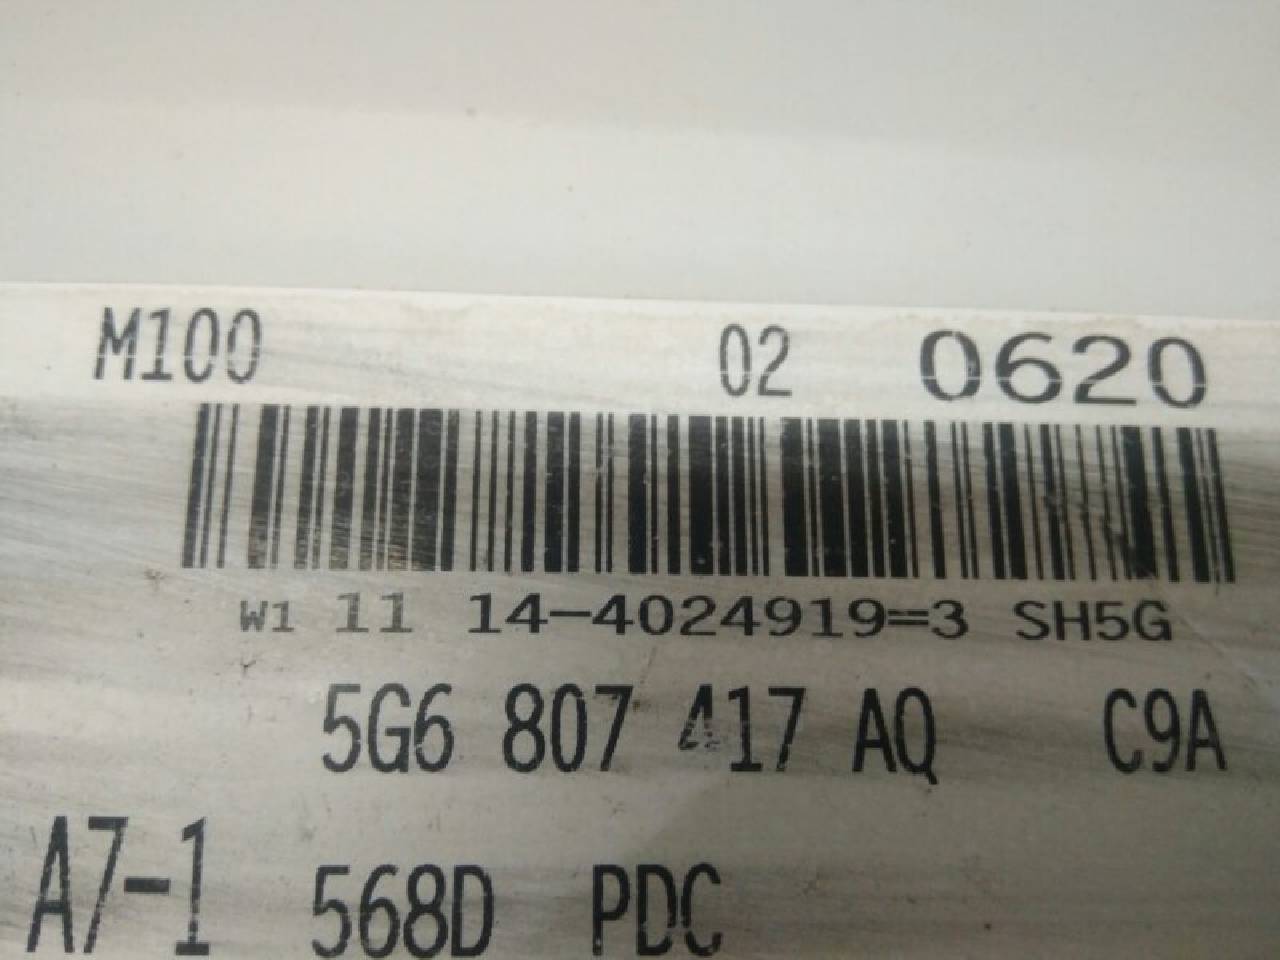 M100 02 0620
W1 11 14-4024919=3 SH5G
5G6 807 417 AQ C9A
A7-1 568D PDC